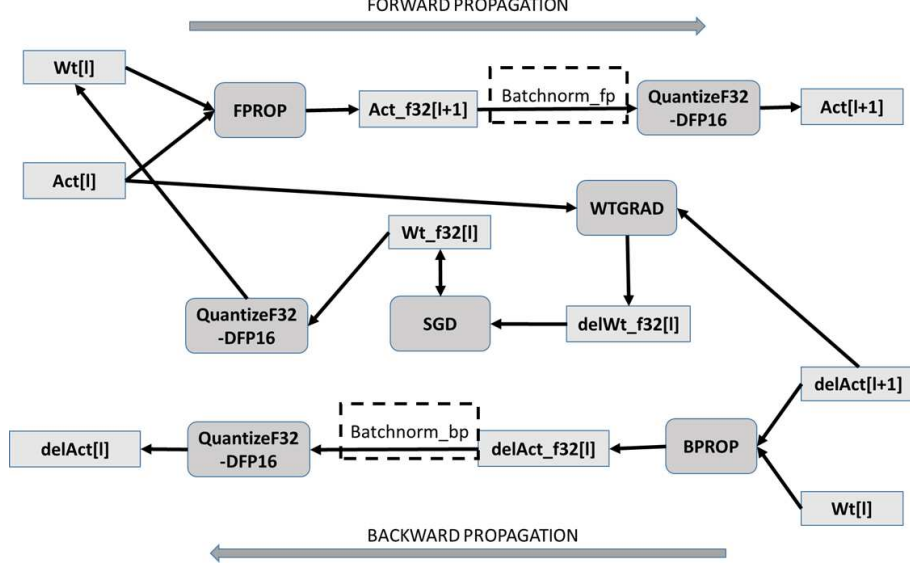 FORWARD PROPAGATION
Wt[l]
FPROP
Act_f32[l+1]
Batchnorm_fp
QuantizeF32
-DFP16
Act[l+1]
Act[l]
WTGRAD
Wt_f32[l]
QuantizeF32
-DFP16
SGD
delWt_f32[l]
delAct[l+1]
delAct[l]
QuantizeF32
-DFP16
Batchnorm_bp
delAct_f32[l]
BPROP
Wt[l]
BACKWARD PROPAGATION